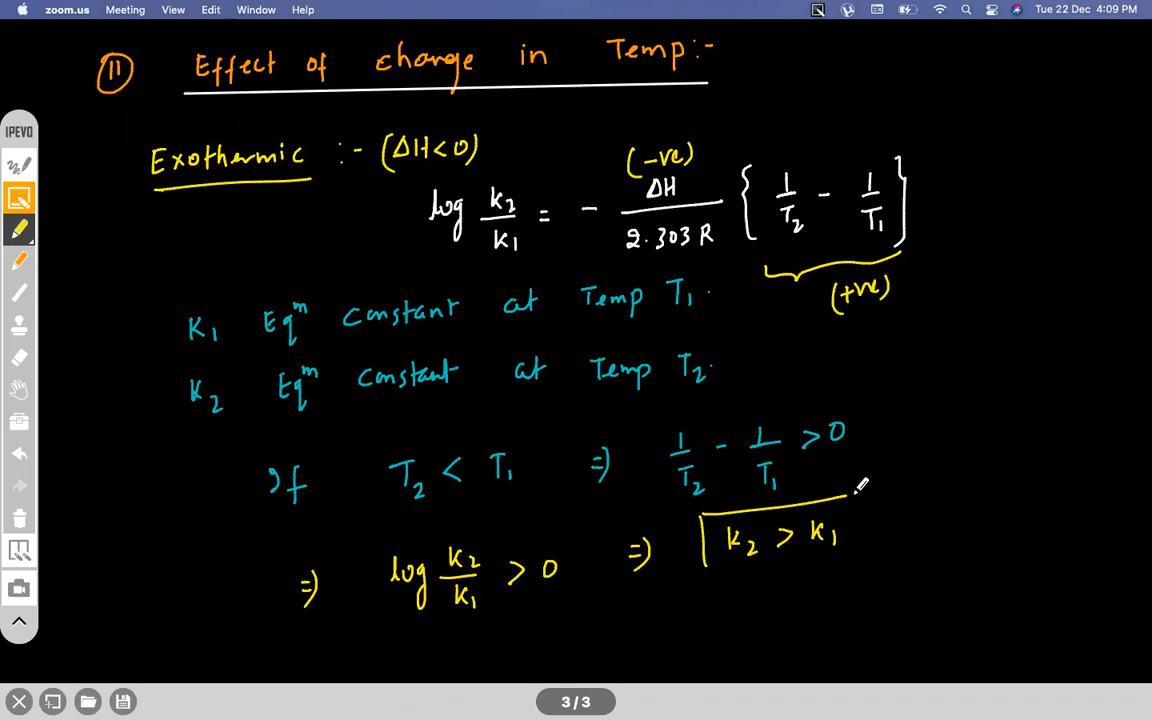 zoom.us Meeting View Edit Window Help Tue 22 Dec 4:09 PM
11 Effect of change in Temp:-
IPEVO
Exothermic :- (ΔH<0)
(-ve)
log K2/K1 = - ΔH/2.303 R {1/T2 - 1/T1}
(+ve)
K1 Eqm Constant at Temp T1.
K2 Eqm Constant at Temp T2.
If T2 < T1 ⇒ 1/T2 - 1/T1 > 0
⇒ log K2/K1 > 0 ⇒ K2 > K1
3/3